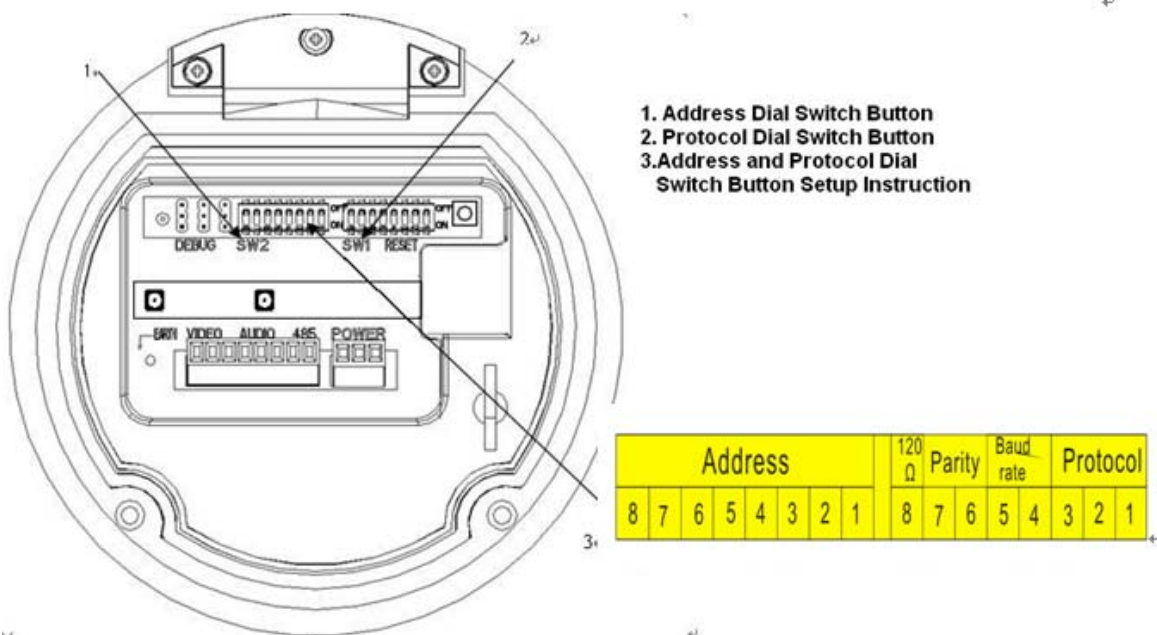 1
2
1. Address Dial Switch Button
2. Protocol Dial Switch Button
3.Address and Protocol Dial
Switch Button Setup Instruction
OFF OFF
ON ON
DEBUG SW2 SW1 RESET
VIDEO AUDIO 485 POWER
Address 120 Ω Parity Baud rate Protocol
8 7 6 5 4 3 2 1 8 7 6 5 4 3 2 1
3